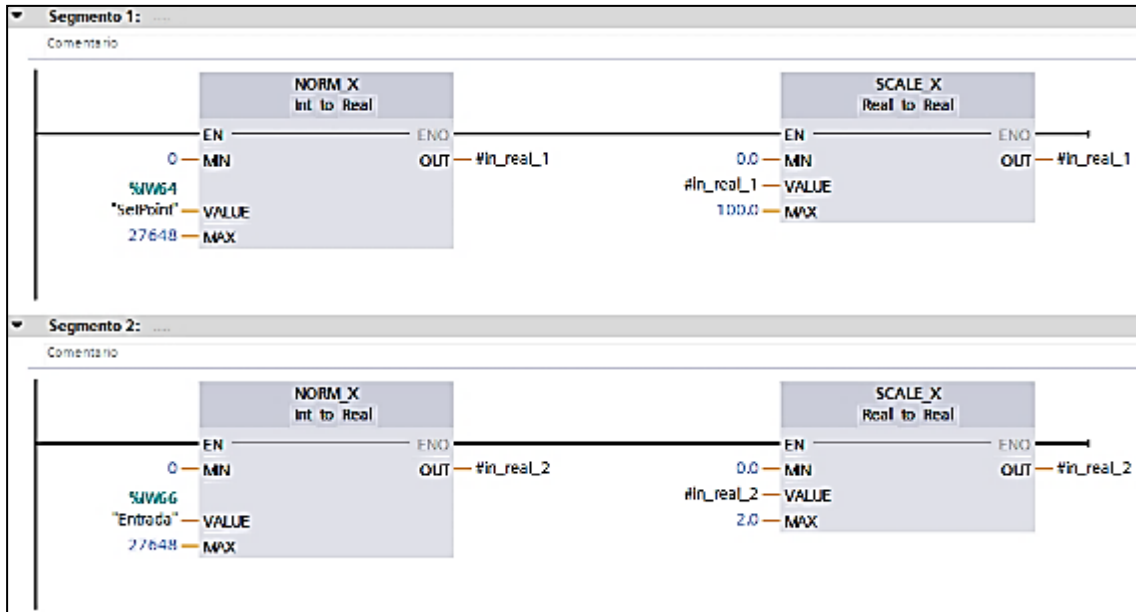 Segmento 1: ....
Comentario
NORM_X
Int to Real
SCALE_X
Real to Real
EN
ENO
EN
ENO
0
MIN
OUT
#in_real_1
0.0
MIN
OUT
#in_real_1
%IW64
"SetPoint"
VALUE
#in_real_1
VALUE
27648
MAX
100.0
MAX
Segmento 2: ....
Comentario
NORM_X
Int to Real
SCALE_X
Real to Real
EN
ENO
EN
ENO
0
MIN
OUT
#in_real_2
0.0
MIN
OUT
#in_real_2
%IW66
"Entrada"
VALUE
#in_real_2
VALUE
27648
MAX
2.0
MAX